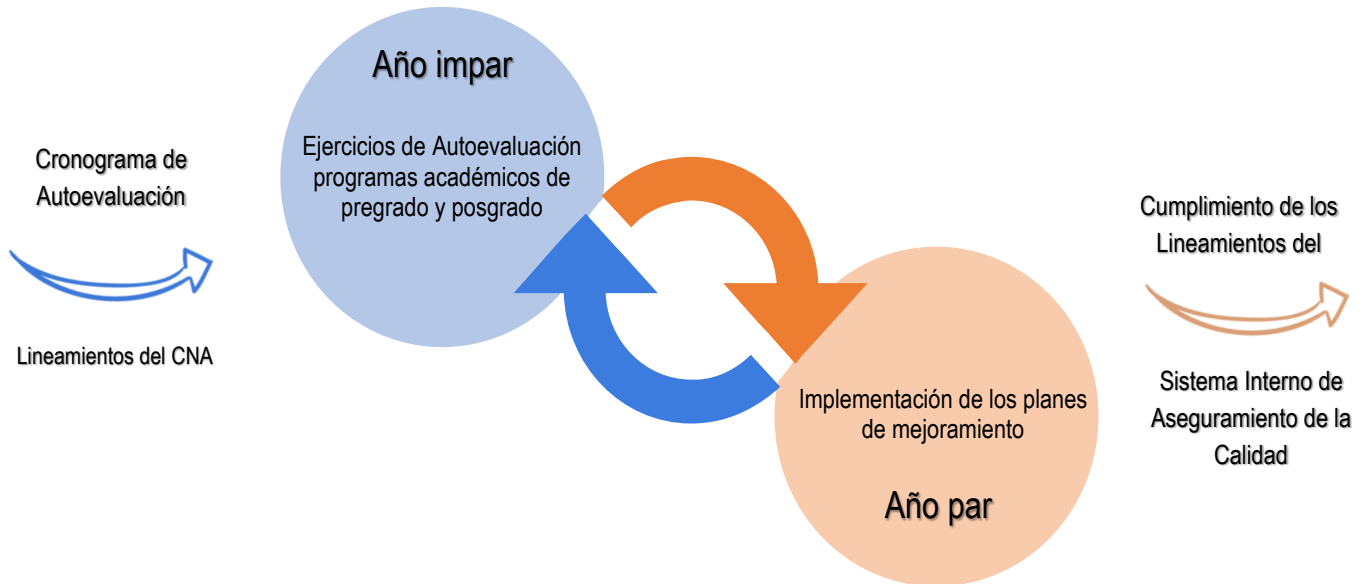 Cronograma de
Autoevaluación
Lineamientos del CNA
Año impar
Ejercicios de Autoevaluación
programas académicos de
pregrado y posgrado
Implementación de los planes
de mejoramiento
Año par
Cumplimiento de los
Lineamientos del
Sistema Interno de
Aseguramiento de la
Calidad